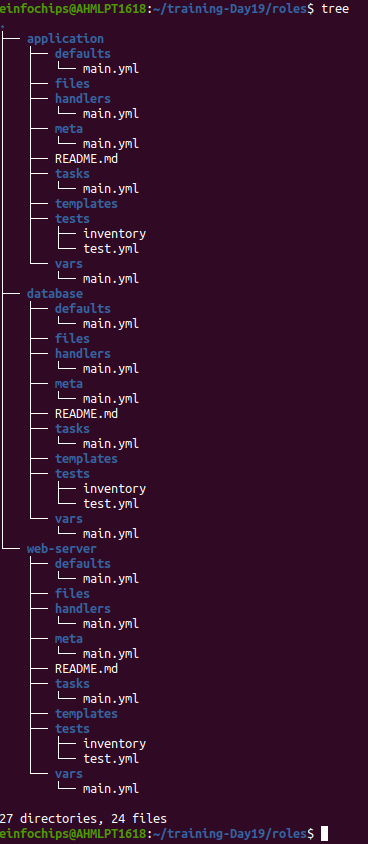 einfochips@AHMLPT1618:~/training-Day19/roles$ tree
.
├── application
│   ├── defaults
│   │   └── main.yml
│   ├── files
│   ├── handlers
│   │   └── main.yml
│   ├── meta
│   │   └── main.yml
│   ├── README.md
│   ├── tasks
│   │   └── main.yml
│   ├── templates
│   ├── tests
│   │   ├── inventory
│   │   └── test.yml
│   └── vars
│       └── main.yml
├── database
│   ├── defaults
│   │   └── main.yml
│   ├── files
│   ├── handlers
│   │   └── main.yml
│   ├── meta
│   │   └── main.yml
│   ├── README.md
│   ├── tasks
│   │   └── main.yml
│   ├── templates
│   ├── tests
│   │   ├── inventory
│   │   └── test.yml
│   └── vars
│       └── main.yml
└── web-server
    ├── defaults
    │   └── main.yml
    ├── files
    ├── handlers
    │   └── main.yml
    ├── meta
    │   └── main.yml
    ├── README.md
    ├── tasks
    │   └── main.yml
    ├── templates
    ├── tests
    │   ├── inventory
    │   └── test.yml
    └── vars
        └── main.yml

27 directories, 24 files
einfochips@AHMLPT1618:~/training-Day19/roles$